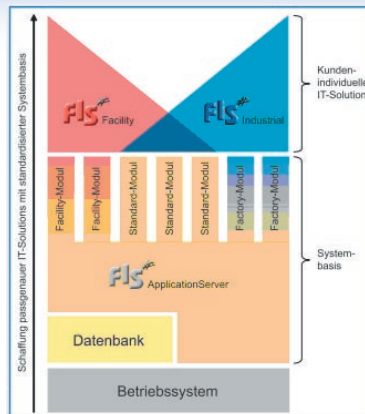 Schaffung passgenauer IT-Solutions mit standardisierter Systembasis
FIS Facility
FIS Industrial
Kunden-
individuelle
IT-Solution
Facility-Modul
Facility-Modul
Standard-Modul
Standard-Modul
Standard-Modul
Factory-Modul
Factory-Modul
FIS ApplicationServer
System-
basis
Datenbank
Betriebssystem